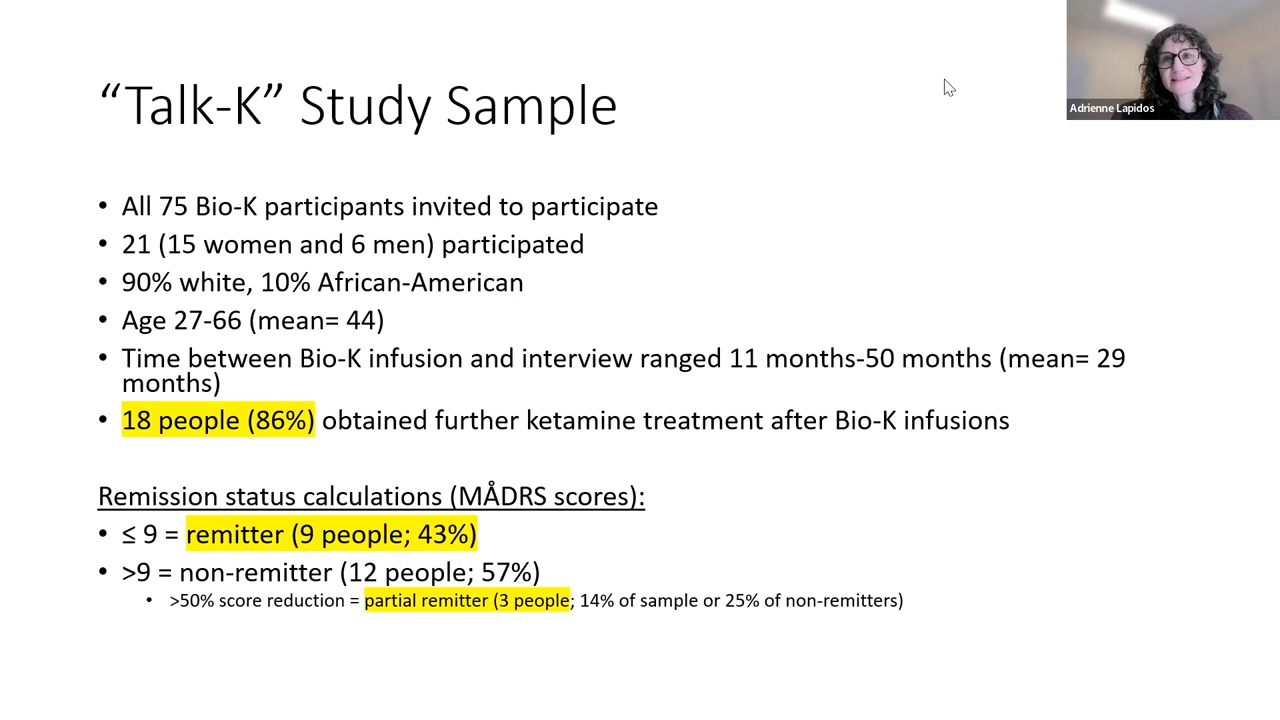 Adrienne Lapidos
“Talk-K” Study Sample
• All 75 Bio-K participants invited to participate
• 21 (15 women and 6 men) participated
• 90% white, 10% African-American
• Age 27-66 (mean= 44)
• Time between Bio-K infusion and interview ranged 11 months-50 months (mean= 29
months)
• 18 people (86%) obtained further ketamine treatment after Bio-K infusions
Remission status calculations (MÅDRS scores):
• ≤ 9 = remitter (9 people; 43%)
• >9 = non-remitter (12 people; 57%)
• >50% score reduction = partial remitter (3 people; 14% of sample or 25% of non-remitters)